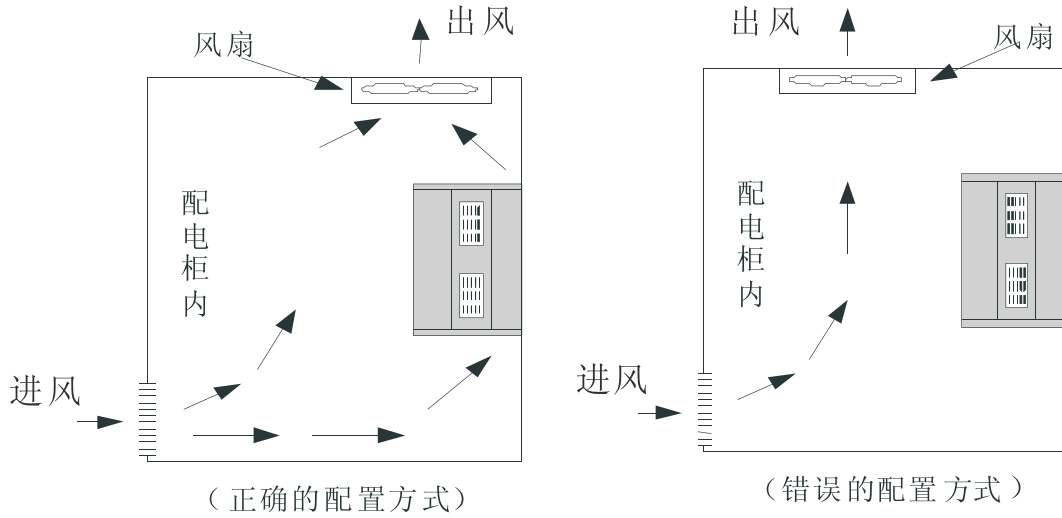 出风
风扇
配电柜内
进风
（正确的配置方式）
出风
风扇
配电柜内
进风
（错误的配置方式）